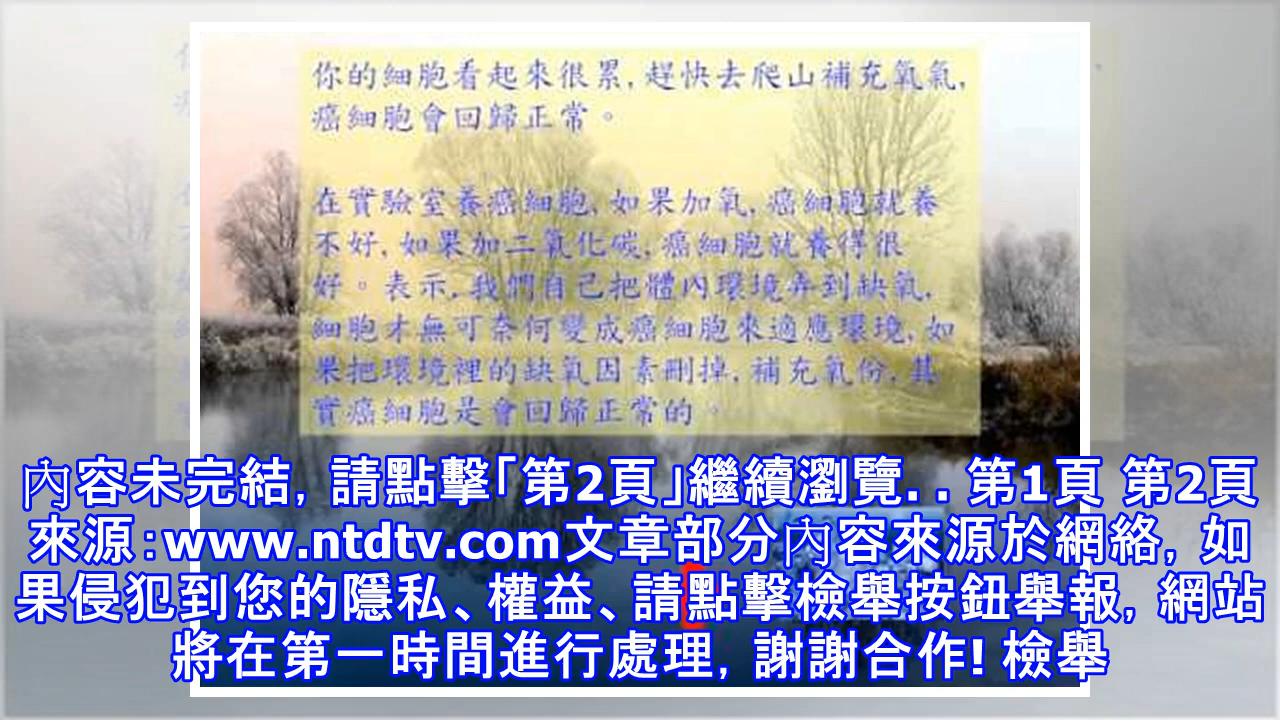 你的細胞看起來很累,趕快去爬山補充氧氣,
癌細胞會回歸正常。
在實驗室養癌細胞,如果加氧,癌細胞就養
不好,如果加二氧化碳,癌細胞就養得很
好。表示,我們自己把體內環境弄到缺氧,
細胞才無可奈何變成癌細胞來適應環境,如
果把環境裡的缺氧因素刪掉,補充氧份,其
實癌細胞是會回歸正常的。
內容未完結, 請點擊「第2頁」繼續瀏覽. . 第1頁 第2頁
來源:www.ntdtv.com文章部分內容來源於網絡, 如
果侵犯到您的隱私、權益、請點擊檢舉按鈕舉報, 網站
將在第一時間進行處理, 謝謝合作! 檢舉